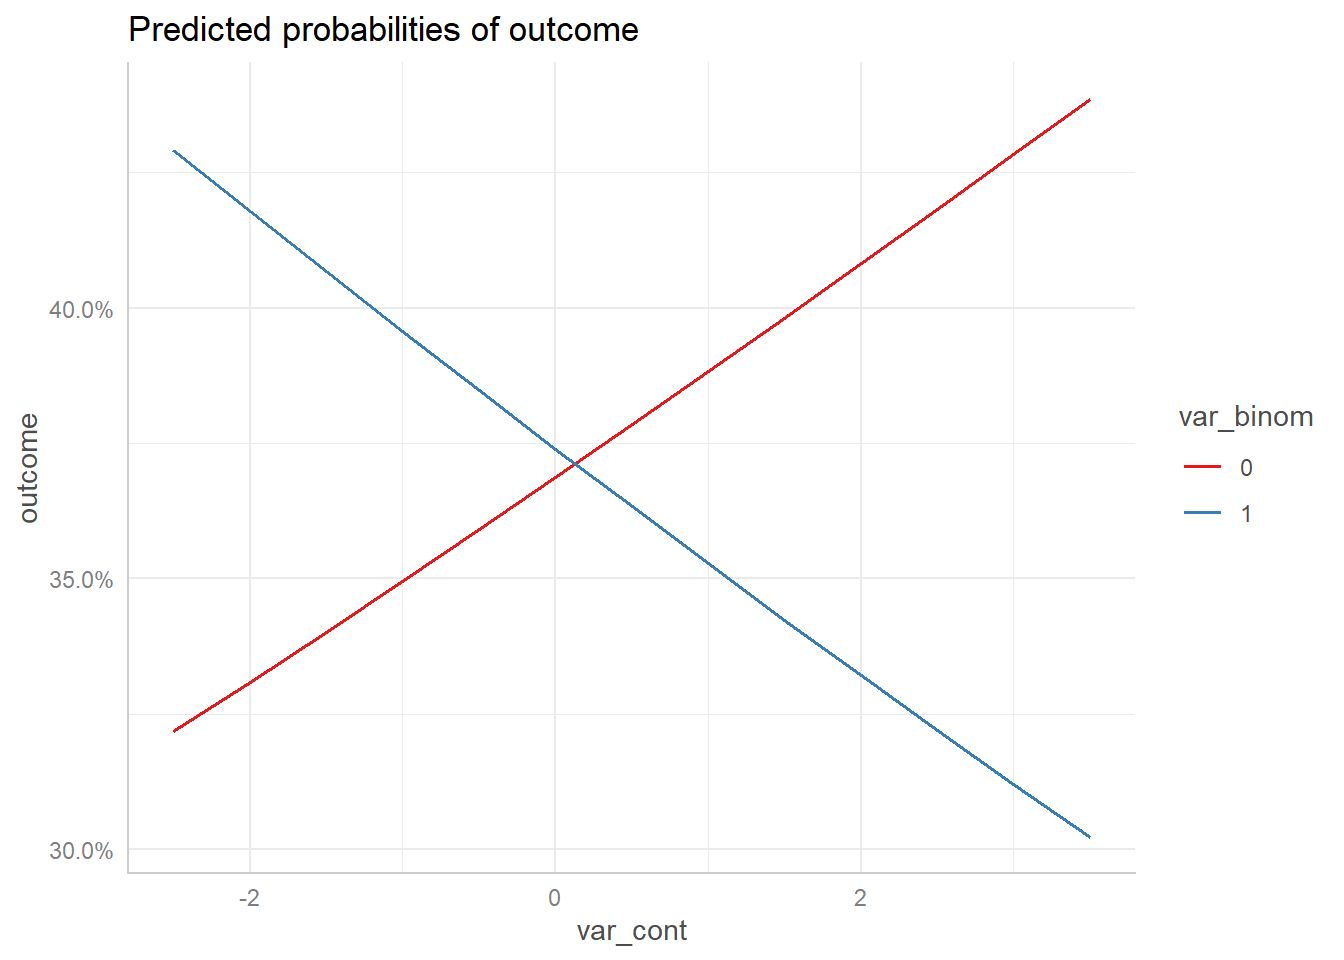 Predicted probabilities of outcome
outcome
40.0%
35.0%
30.0%
-2
0
2
var_cont
var_binom
0
1